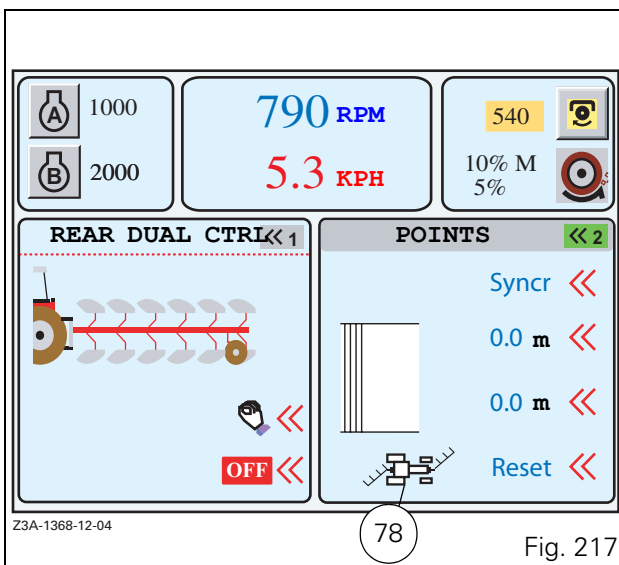 A 1000
B 2000
790 RPM
5.3 KPH
540
10% M
5%
REAR DUAL CTRL << 1
OFF <<
POINTS << 2
Syncr <<
0.0 m <<
0.0 m <<
Reset <<
Z3A-1368-12-04
78
Fig. 217